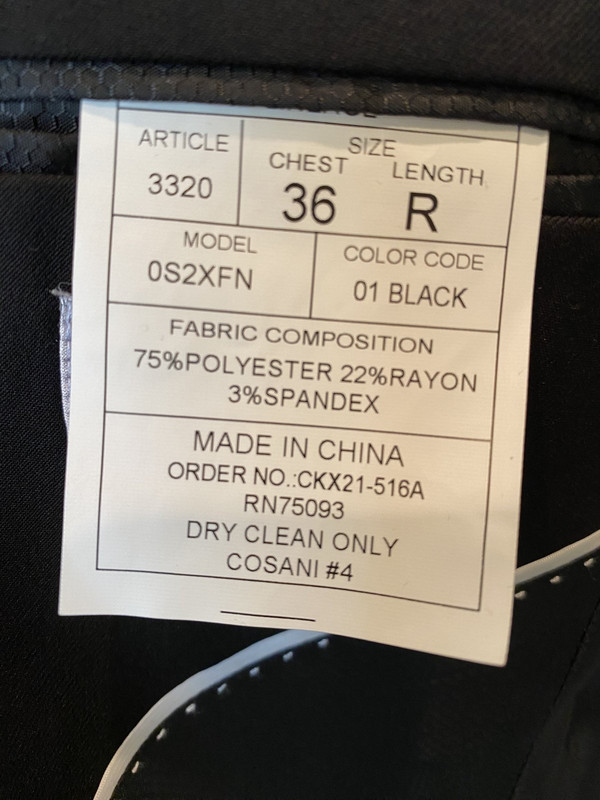 ARTICLE
3320
SIZE
CHEST LENGTH
36 R
MODEL
0S2XFN
COLOR CODE
01 BLACK
FABRIC COMPOSITION
75%POLYESTER 22%RAYON
3%SPANDEX
MADE IN CHINA
ORDER NO.:CKX21-516A
RN75093
DRY CLEAN ONLY
COSANI #4